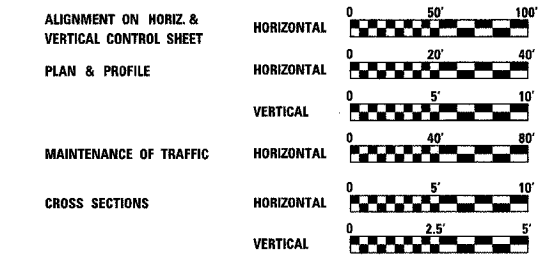 ALIGNMENT ON HORIZ. &
VERTICAL CONTROL SHEET
HORIZONTAL
0 50' 100'
PLAN & PROFILE
HORIZONTAL
0 20' 40'
VERTICAL
0 5' 10'
MAINTENANCE OF TRAFFIC
HORIZONTAL
0 40' 80'
CROSS SECTIONS
HORIZONTAL
0 5' 10'
VERTICAL
0 2.5' 5'